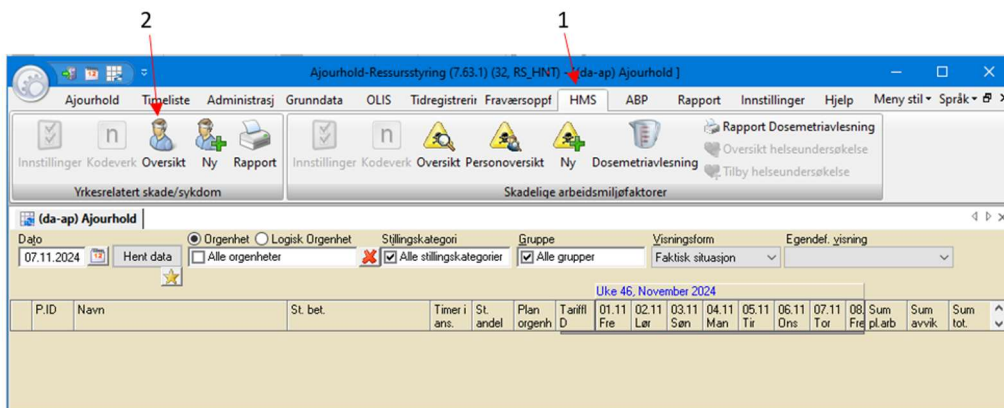 2 1
Ajourhold-Ressursstyring (7.63.1) (32, RS_HNT) - [(da-ap) Ajourhold ]
Ajourhold Timeliste Administrasj Grunndata OLIS Tidregistrerir Fraværsoppf HMS ABP Rapport Innstillinger Hjelp Meny stil Språk
Rapport Dosemetriavlesning
Oversikt helseundersøkelse
Tilby helseundersøkelse
Innstillinger Kodeverk Oversikt Ny Rapport Innstillinger Kodeverk Oversikt Personoversikt Ny Dosemetriavlesning
Yrkesrelatert skade/sykdom Skadelige arbeidsmiljøfaktorer
(da-ap) Ajourhold
Dato Orgenhet Logisk Orgenhet Stillingskategori Gruppe Visningsform Egendef. visning
07.11.2024 Hent data Alle orgenheter Alle stillingskategorier Alle grupper Faktisk situasjon
Uke 46, November 2024
P.ID Navn St. bet. Timer i St. Plan Tariffl 01.11 02.11 03.11 04.11 05.11 06.11 07.11 08. Sum Sum Sum
ans. andel orgenh D Fre Lør Søn Man Tir Ons Tor Fre pl.arb avvik tot.